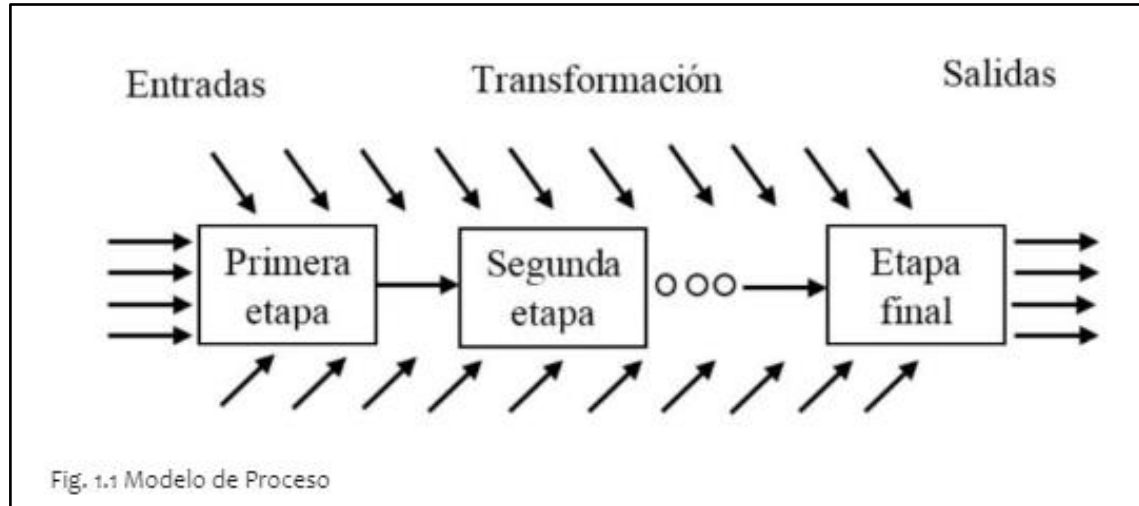 Entradas
Transformación
Salidas
Primera
etapa
Segunda
etapa
Etapa
final
Fig. 1.1 Modelo de Proceso